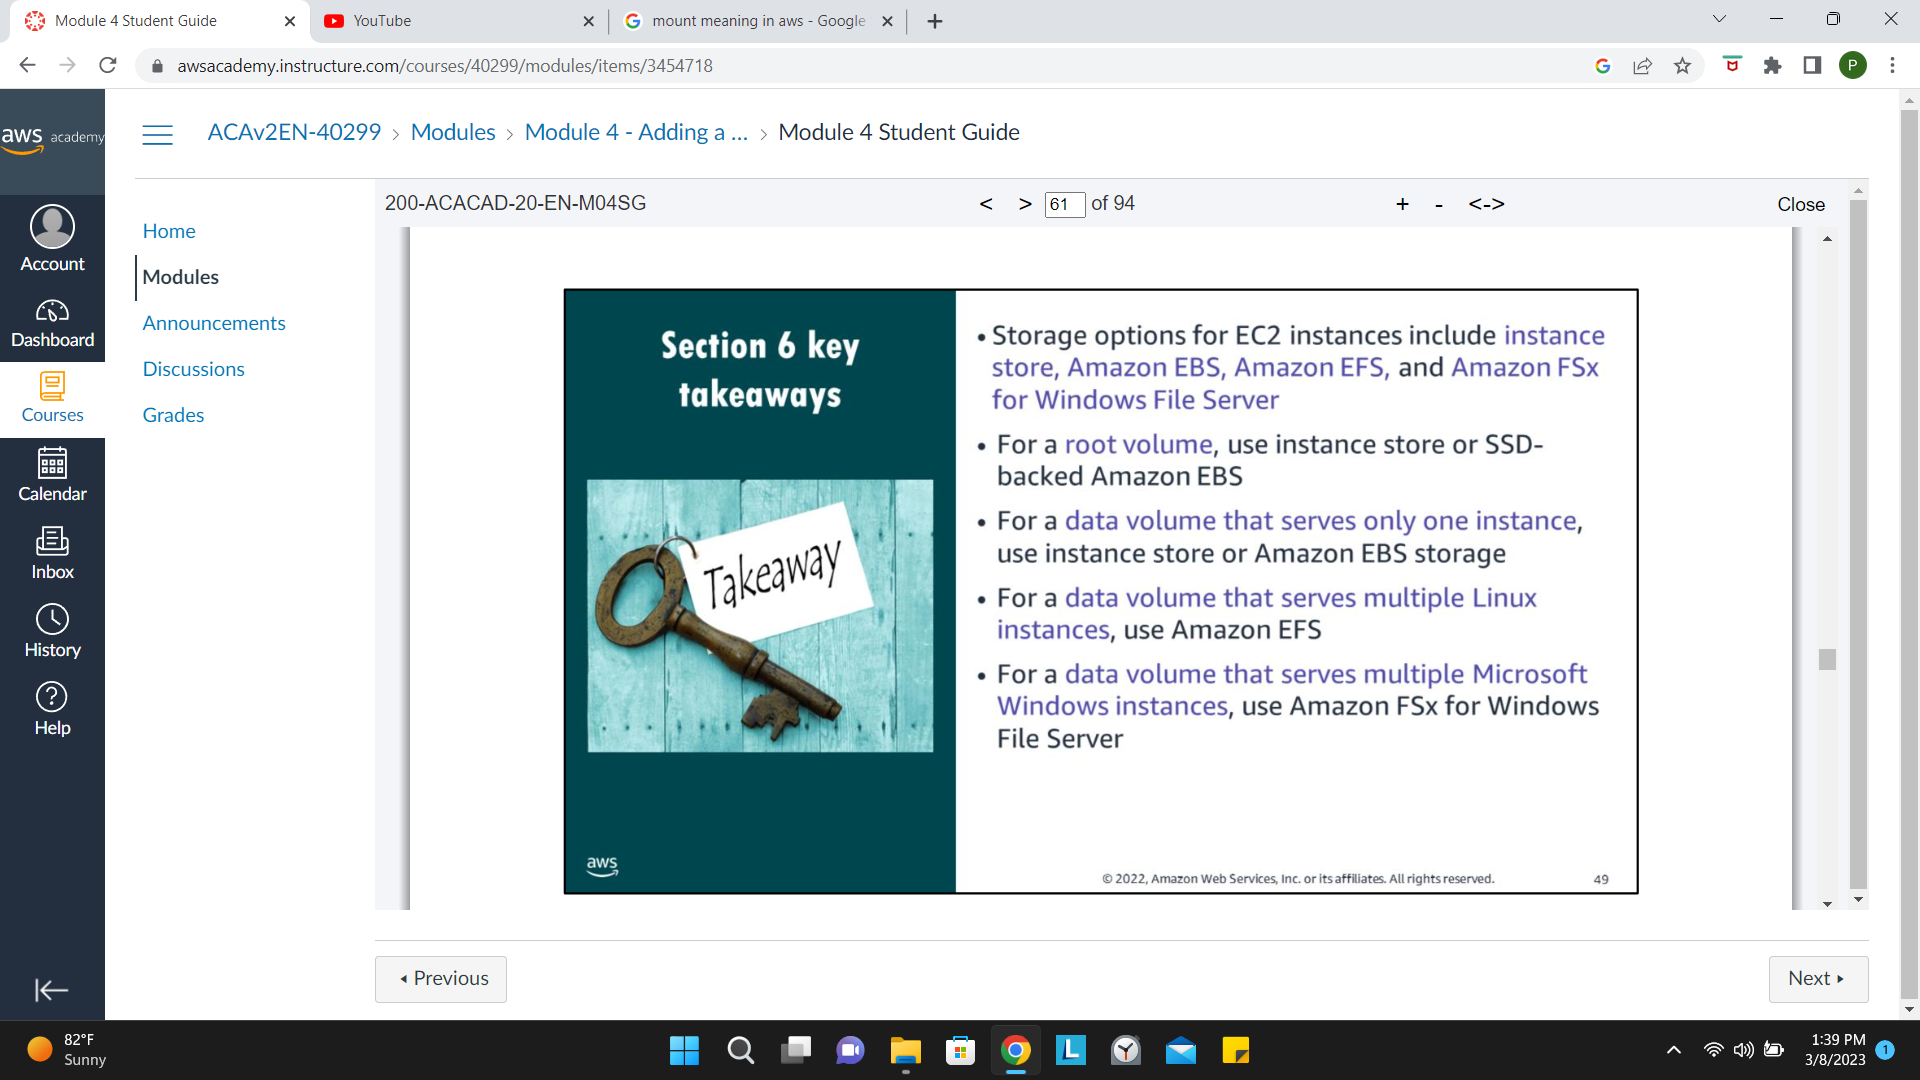 Module 4 Student Guide
YouTube
mount meaning in aws - Google
awsacademy.instructure.com/courses/40299/modules/items/3454718
P
aws academy
ACAv2EN-40299 > Modules > Module 4 - Adding a ... > Module 4 Student Guide
200-ACACAD-20-EN-M04SG
< > 61 of 94
+ - <->
Close
Account
Dashboard
Courses
Calendar
Inbox
History
Help
Home
Modules
Announcements
Discussions
Grades
Section 6 key
takeaways
Takeaway
aws
• Storage options for EC2 instances include instance
store, Amazon EBS, Amazon EFS, and Amazon FSx
for Windows File Server
• For a root volume, use instance store or SSD-
backed Amazon EBS
• For a data volume that serves only one instance,
use instance store or Amazon EBS storage
• For a data volume that serves multiple Linux
instances, use Amazon EFS
• For a data volume that serves multiple Microsoft
Windows instances, use Amazon FSx for Windows
File Server
© 2022, Amazon Web Services, Inc. or its affiliates. All rights reserved.
49
Previous
Next
82°F
Sunny
L
1:39 PM
3/8/2023
1